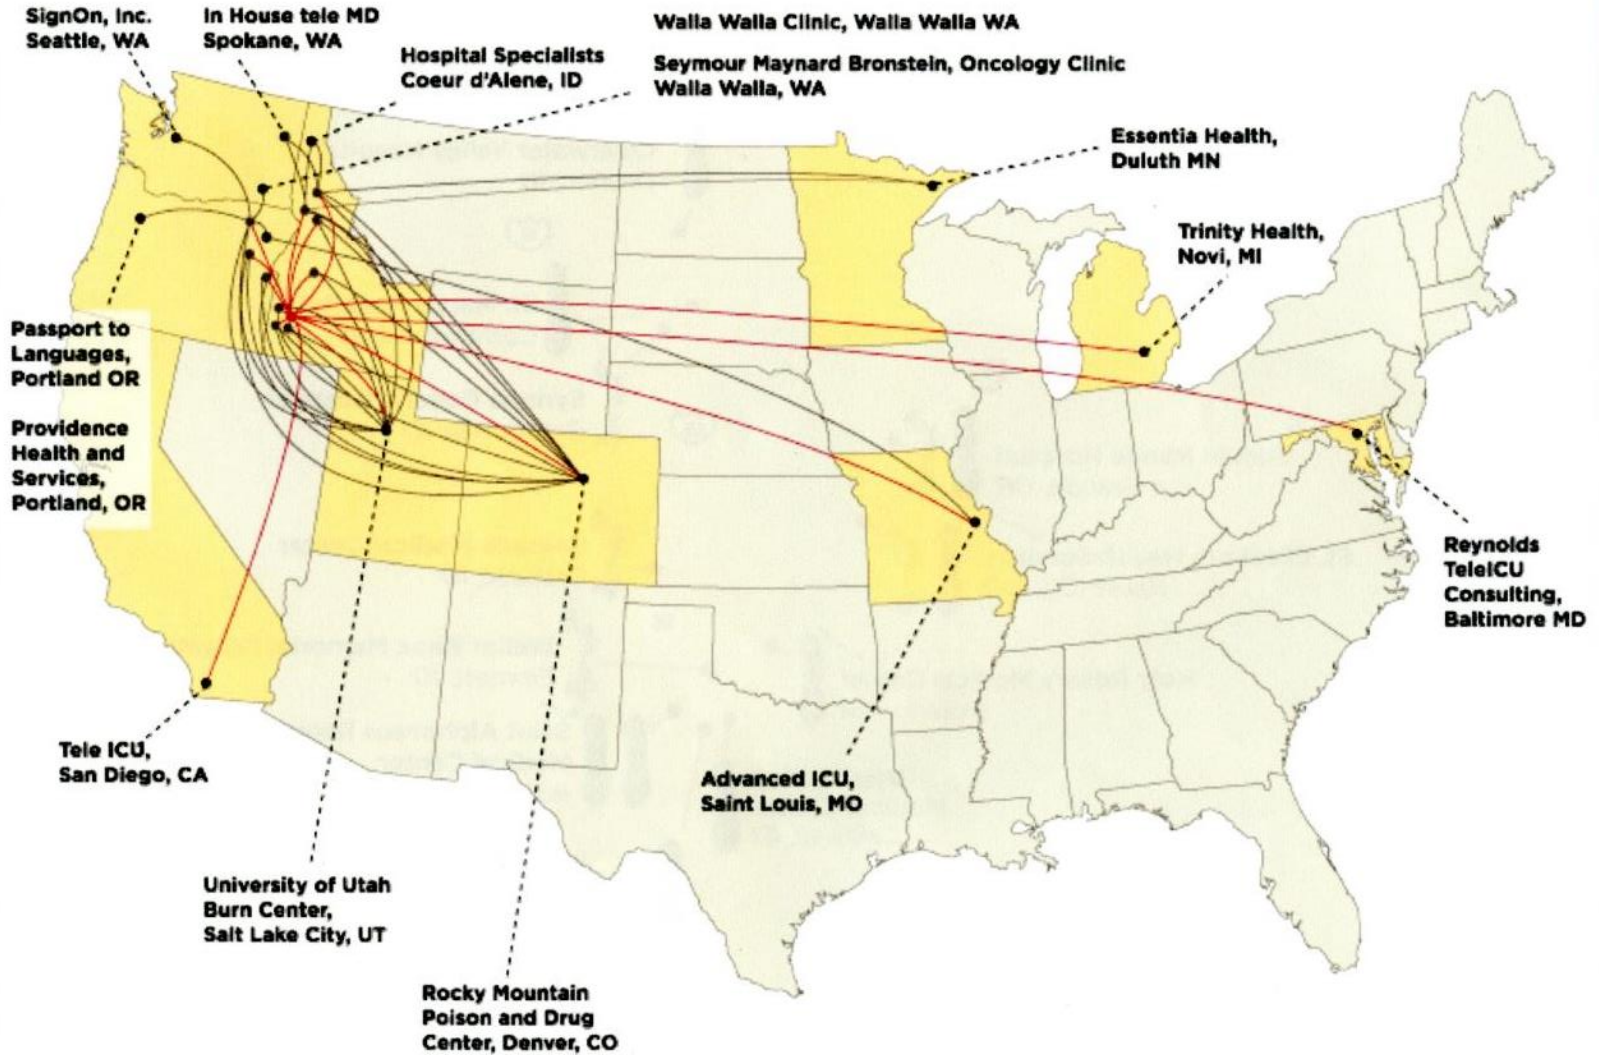 SignOn, Inc.
Seattle, WA
In House tele MD
Spokane, WA
Hospital Specialists
Coeur d'Alene, ID
Walla Walla Clinic, Walla Walla WA
Seymour Maynard Bronstein, Oncology Clinic
Walla Walla, WA
Essentia Health,
Duluth MN
Trinity Health,
Novi, MI
Passport to
Languages,
Portland OR
Providence
Health and
Services,
Portland, OR
Reynolds
TeleICU
Consulting,
Baltimore MD
Tele ICU,
San Diego, CA
Advanced ICU,
Saint Louis, MO
University of Utah
Burn Center,
Salt Lake City, UT
Rocky Mountain
Poison and Drug
Center, Denver, CO